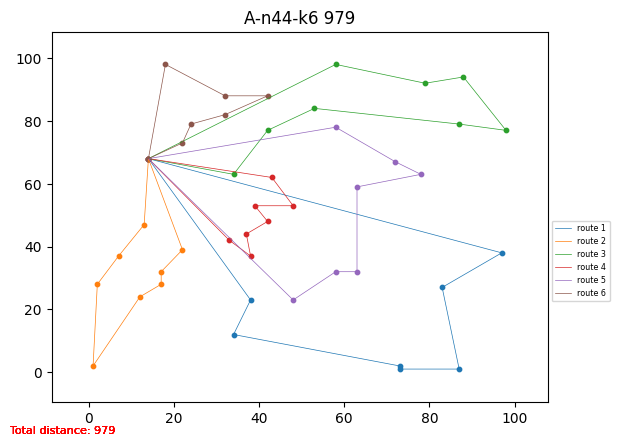 A-n44-k6 979
100
80
60
40
20
0
0 20 40 60 80 100
route 1
route 2
route 3
route 4
route 5
route 6
Total distance: 979